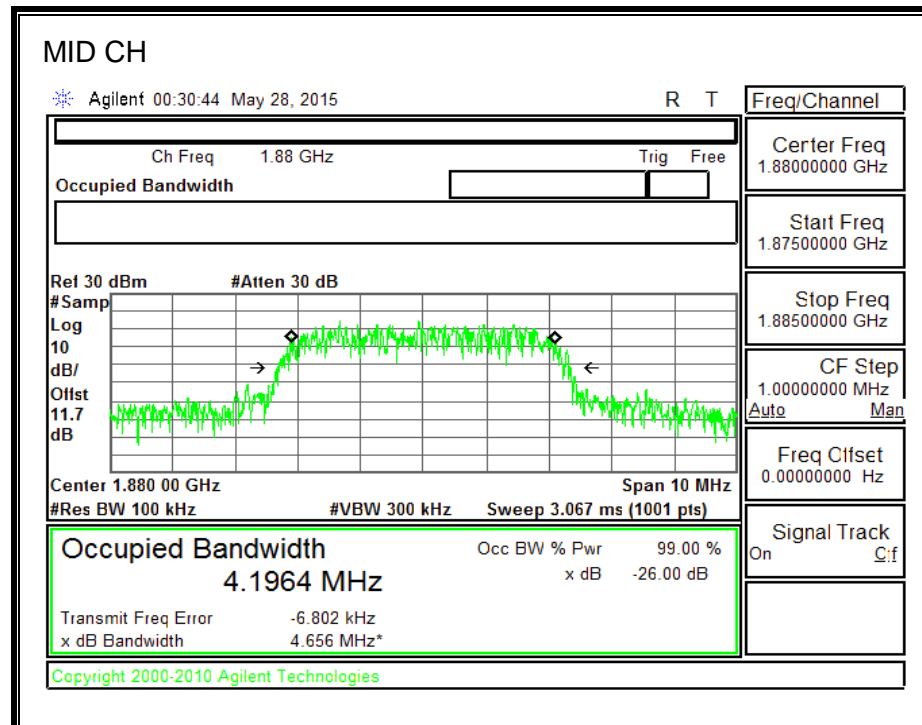 MID CH
Agilent 00:30:44 May 28, 2015 R T
Freq/Channel
Ch Freq 1.88 GHz Trig Free
Occupied Bandwidth
Center Freq
1.88000000 GHz
Start Freq
1.87500000 GHz
Stop Freq
1.88500000 GHz
CF Step
1.00000000 MHz
Auto Man
Freq Offset
0.00000000 Hz
Signal Track
On Off
Ref 30 dBm #Atten 30 dB
#Samp
Log
10
dB/
Offst
11.7
dB
Center 1.880 00 GHz Span 10 MHz
#Res BW 100 kHz #VBW 300 kHz Sweep 3.067 ms (1001 pts)
Occupied Bandwidth Occ BW % Pwr 99.00 %
4.1964 MHz x dB -26.00 dB
Transmit Freq Error -6.802 kHz
x dB Bandwidth 4.656 MHz*
Copyright 2000-2010 Agilent Technologies